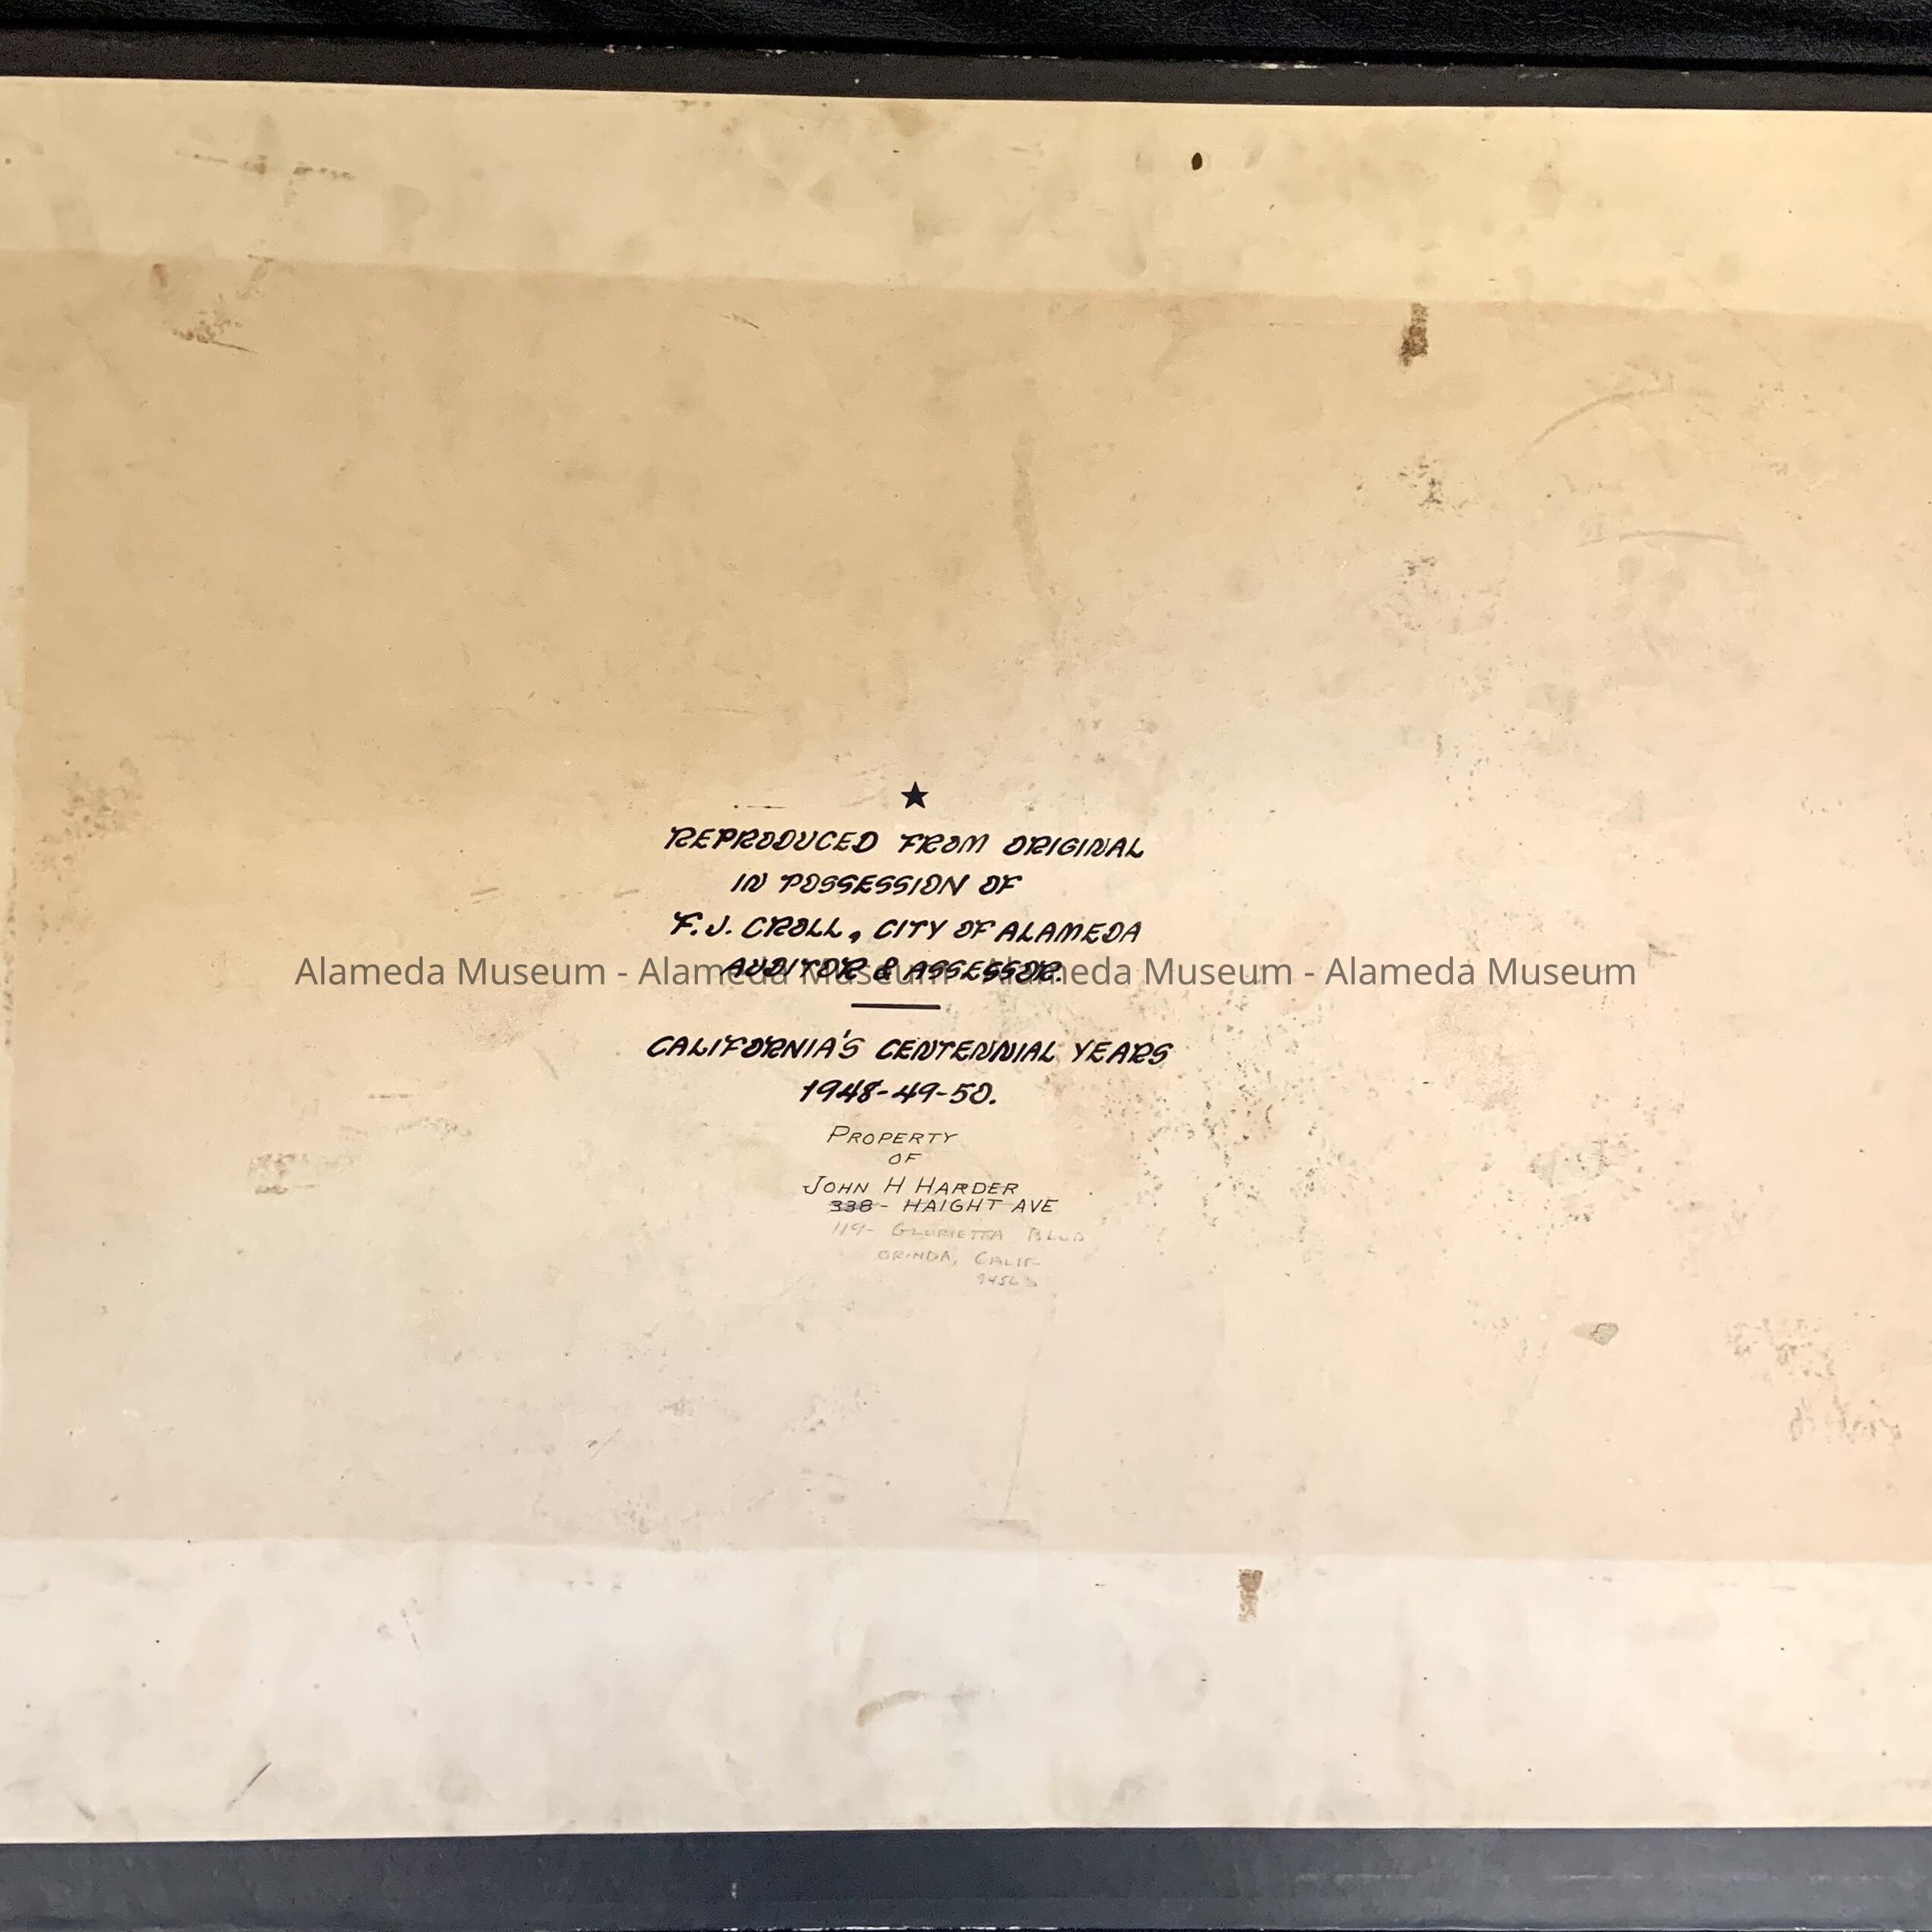 ★
REPRODUCED FROM ORIGINAL
IN POSSESSION OF
F. J. CROLL, CITY OF ALAMEDA
AUDITOR & ASSESSOR.
Alameda Museum - Alameda Museum - Alameda Museum - Alameda Museum
CALIFORNIA'S CENTENNIAL YEARS
1948-49-50.
PROPERTY
OF
JOHN H HARDER
338- HAIGHT AVE
119- GLORIETTA BLVD
ORINDA, CALIF-
94563